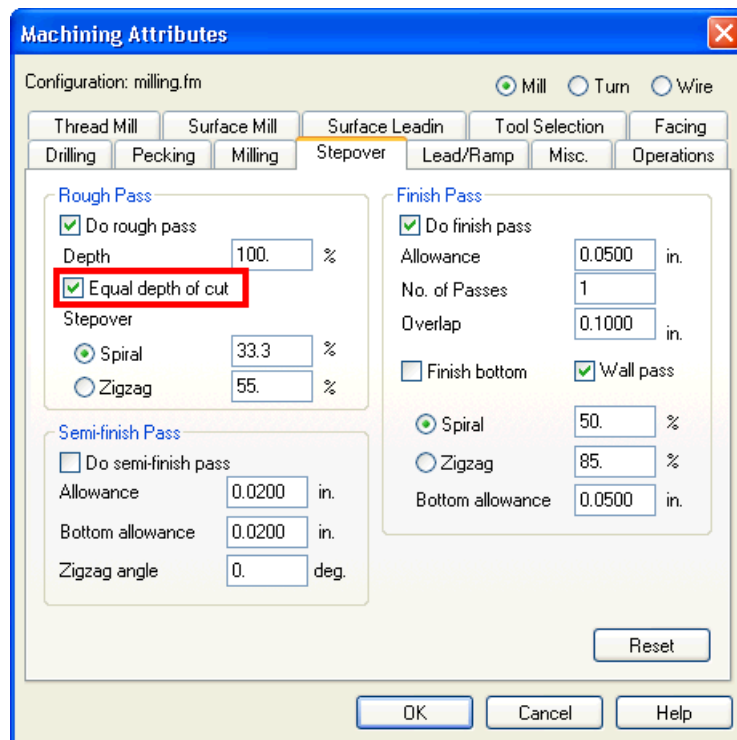 Machining Attributes
Configuration: milling.fm
Mill Turn Wire
Thread Mill Surface Mill Surface Leadin Tool Selection Facing
Drilling Pecking Milling Stepover Lead/Ramp Misc. Operations
Rough Pass
Do rough pass
Depth 100. %
Equal depth of cut
Stepover
Spiral 33.3 %
Zigzag 55. %
Semi-finish Pass
Do semi-finish pass
Allowance 0.0200 in.
Bottom allowance 0.0200 in.
Zigzag angle 0. deg.
Finish Pass
Do finish pass
Allowance 0.0500 in.
No. of Passes 1
Overlap 0.1000 in.
Finish bottom Wall pass
Spiral 50. %
Zigzag 85. %
Bottom allowance 0.0500 in.
Reset
OK Cancel Help